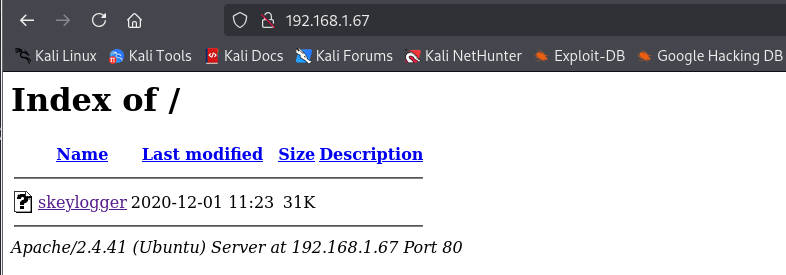 192.168.1.67
Kali Linux Kali Tools Kali Docs Kali Forums Kali NetHunter Exploit-DB Google Hacking DB
Index of /
Name Last modified Size Description
skeylogger 2020-12-01 11:23 31K
Apache/2.4.41 (Ubuntu) Server at 192.168.1.67 Port 80